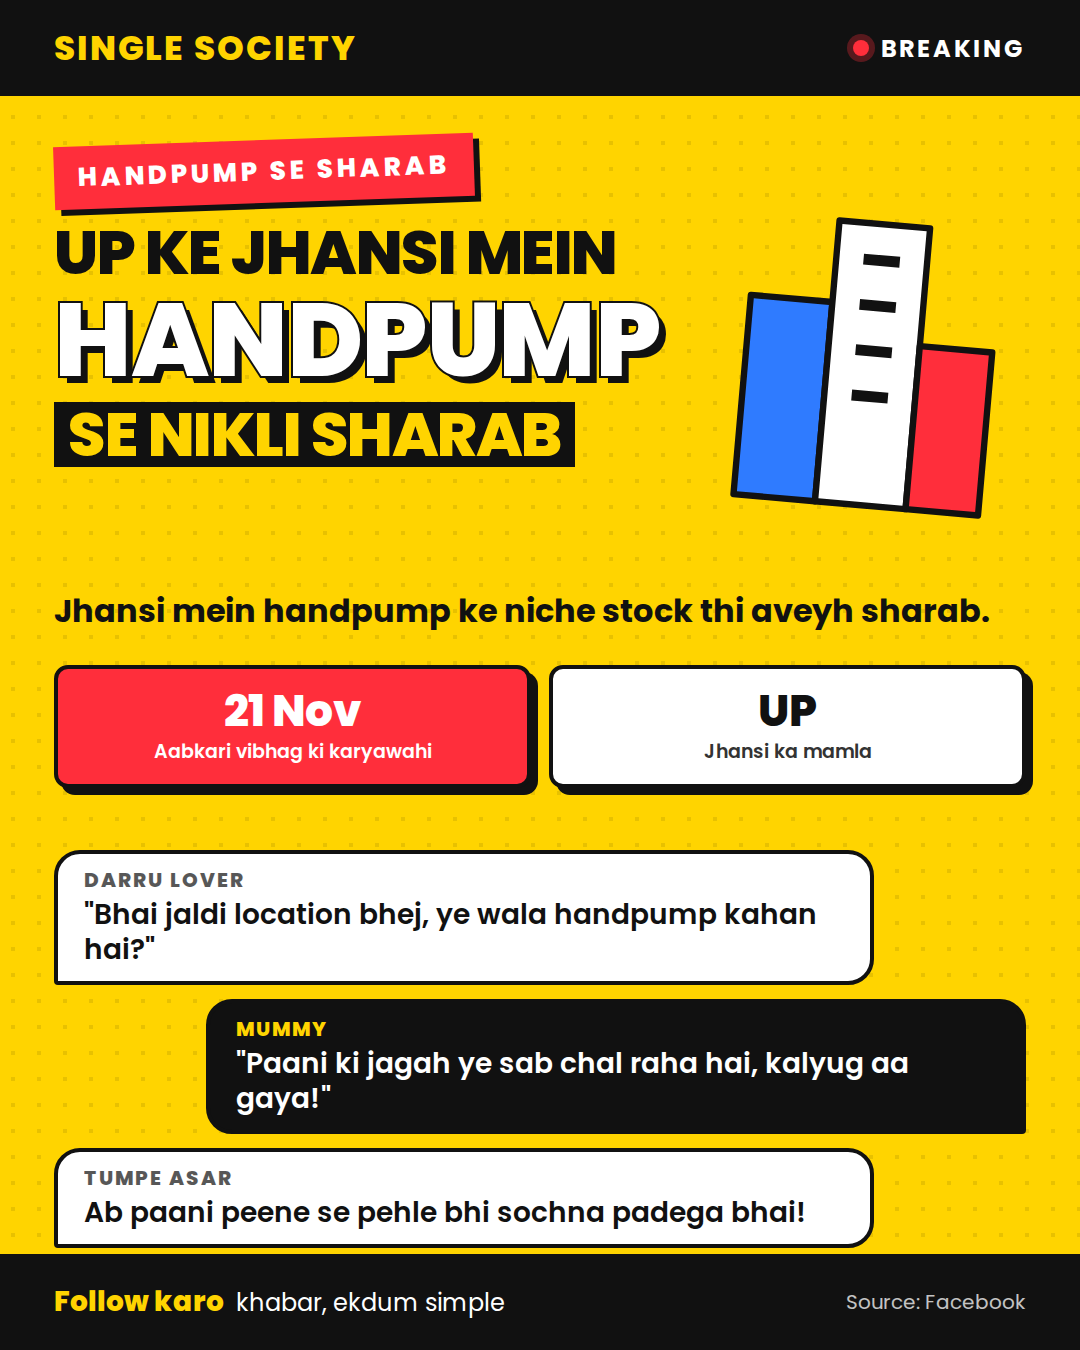 SINGLE SOCIETY
BREAKING
HANDPUMP SE SHARAB
UP KE JHANSI MEIN
HANDPUMP
SE NIKLI SHARAB
Jhansi mein handpump ke niche stock thi aveyh sharab.
21 Nov
Aabkari vibhag ki karyawahi
UP
Jhansi ka mamla
DARRU LOVER
"Bhai jaldi location bhej, ye wala handpump kahan
hai?"
MUMMY
"Paani ki jagah ye sab chal raha hai, kalyug aa
gaya!"
TUMPE ASAR
Ab paani peene se pehle bhi sochna padega bhai!
Follow karo khabar, ekdum simple
Source: Facebook